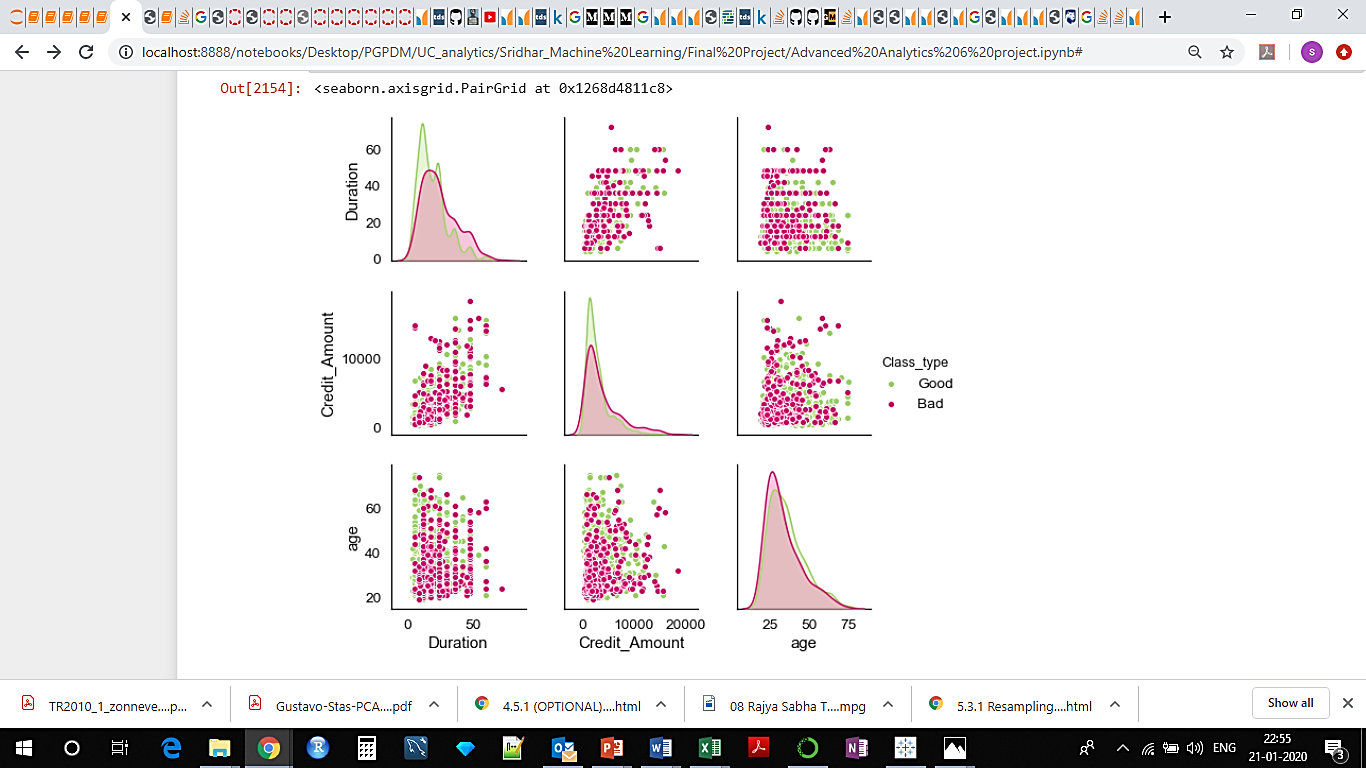 localhost:8888/notebooks/Desktop/PGPDM/UC_analytics/Sridhar_Machine%20Learning/Final%20Project/Advanced%20Analytics%206%20project.ipynb#
S
Out[2154]: <seaborn.axisgrid.PairGrid at 0x1268d4811c8>
Duration
60
40
20
0
Credit_Amount
10000
0
Class_type
Good
Bad
age
60
40
20
0 50
Duration
0 10000 20000
Credit_Amount
25 50 75
age
TR2010_1_zonneve....p...
Gustavo-Stas-PCA....pdf
4.5.1 (OPTIONAL)....html
08 Rajya Sabha T....mpg
5.3.1 Resampling....html
Show all
ENG
22:55
21-01-2020
3